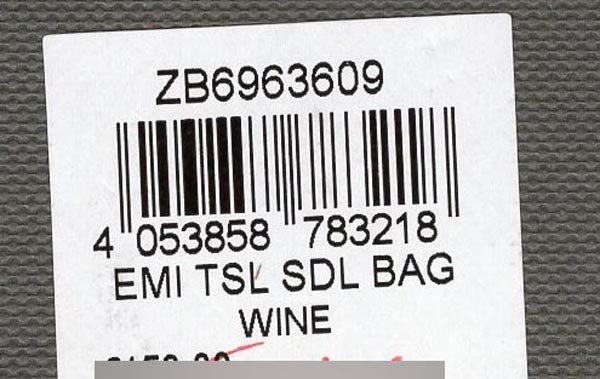 ZB6963609
4 053858 783218
EMI TSL SDL BAG
WINE